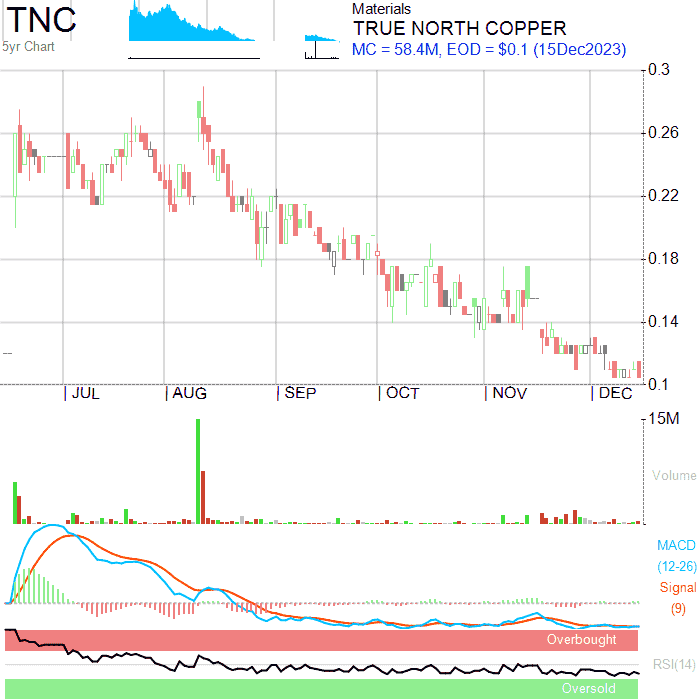 TNC
5yr Chart
Materials
TRUE NORTH COPPER
MC = 58.4M, EOD = $0.1 (15Dec2023)
0.3
0.26
0.22
0.18
0.14
0.1
JUL
AUG
SEP
OCT
NOV
DEC
15M
Volume
MACD
(12-26)
Signal
(9)
Overbought
RSI(14)
Oversold